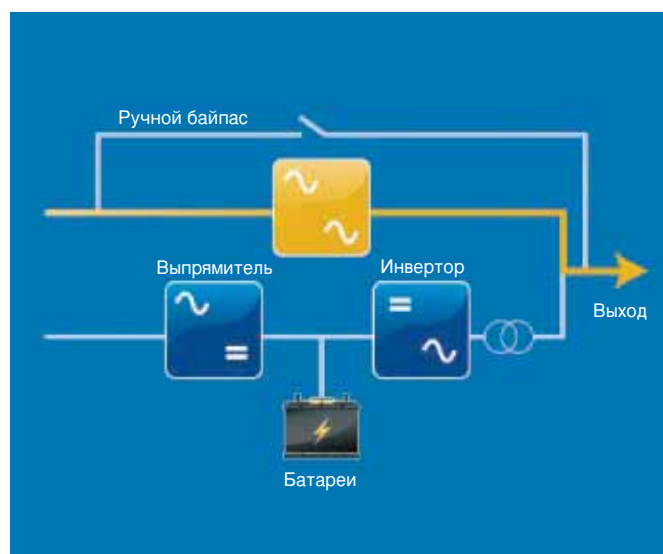 Ручной байпас
Выпрямитель
Инвертор
Выход
Батареи